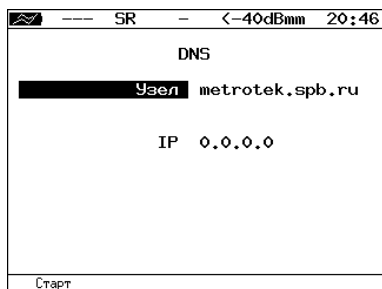 --- SR - <-40dBmm 20:46
DNS
Узел metrotek.spb.ru
IP 0.0.0.0
Старт